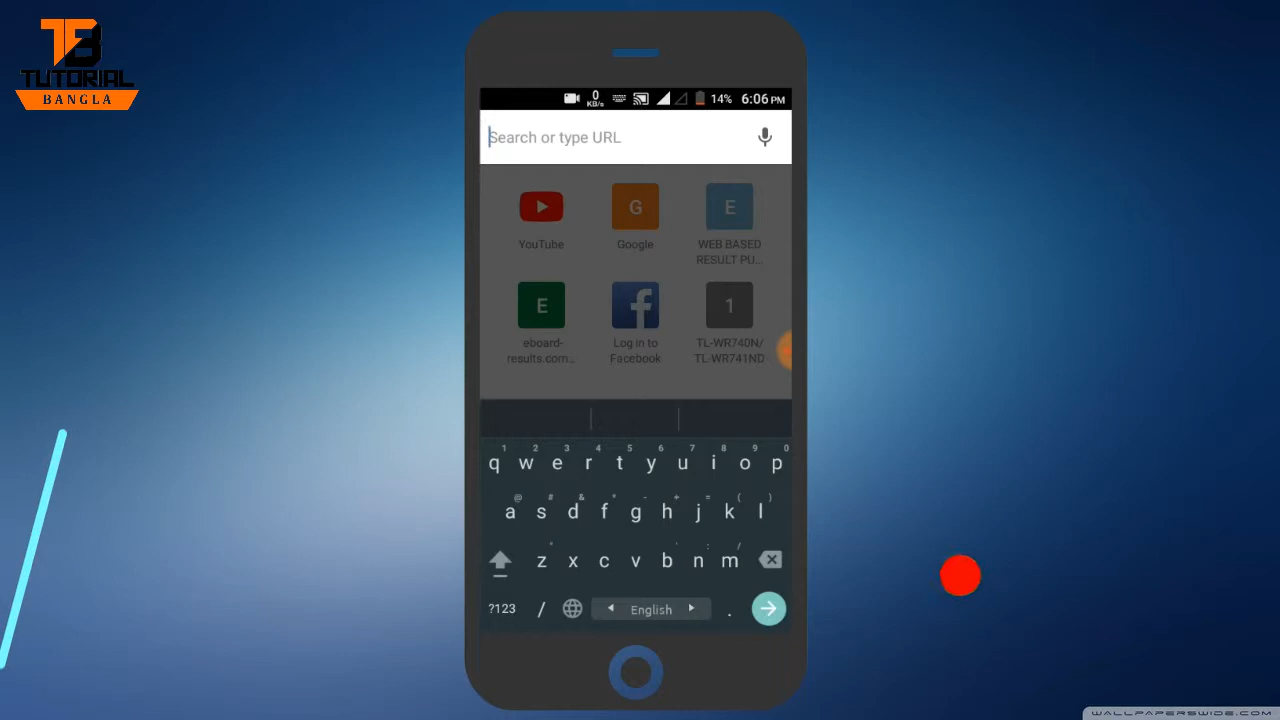 TB
TUTORIAL
BANGLA
0
KB/s
14%
6:06 PM
Search or type URL
G
E
YouTube
Google
WEB BASED
RESULT PU...
E
f
1
eboard-
results.com...
Log in to
Facebook
TL-WR740N/
TL-WR741ND
1 2 3 4 5 6 7 8 9 0
q w e r t y u i o p
@ # & * - + = ( )
a s d f g h j k l
z x c v b n m
?123 / English .
WALLPAPERSWIDE.COM